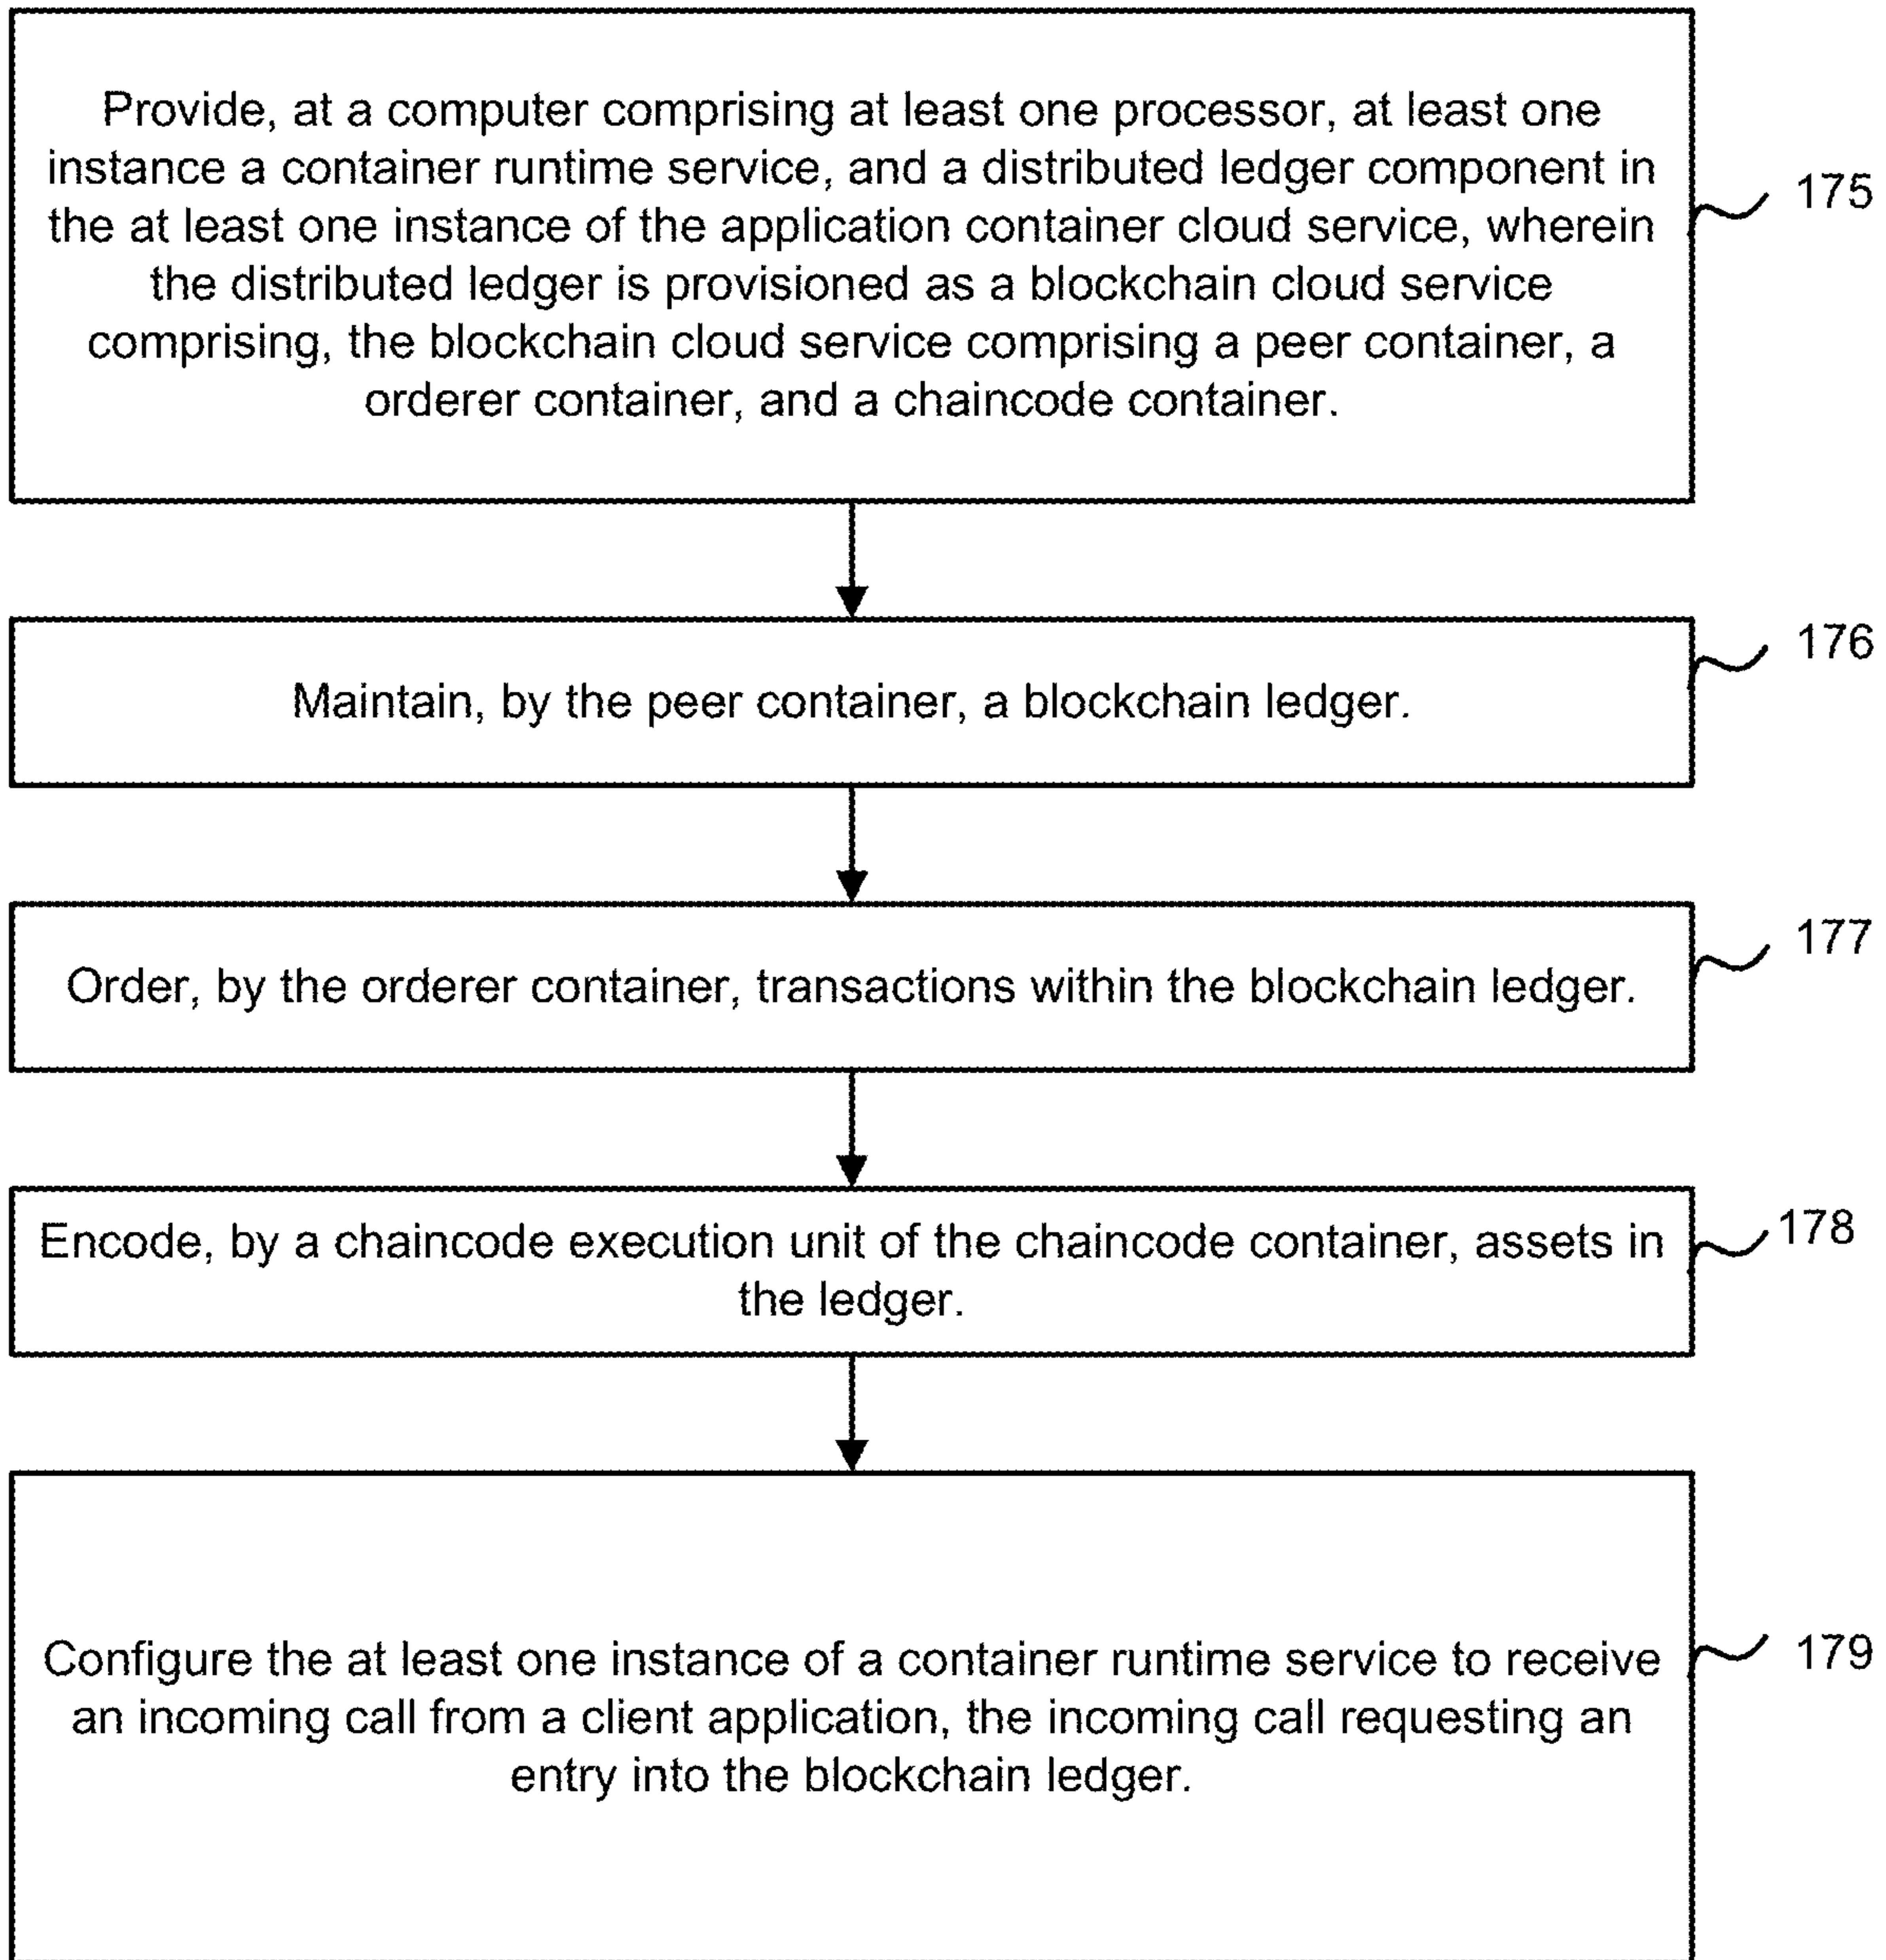 Provide, at a computer comprising at least one processor, at least one
instance a container runtime service, and a distributed ledger component in
the at least one instance of the application container cloud service, wherein
the distributed ledger is provisioned as a blockchain cloud service
comprising, the blockchain cloud service comprising a peer container, a
orderer container, and a chaincode container.
175
Maintain, by the peer container, a blockchain ledger.
176
Order, by the orderer container, transactions within the blockchain ledger.
177
Encode, by a chaincode execution unit of the chaincode container, assets in
the ledger.
178
Configure the at least one instance of a container runtime service to receive
an incoming call from a client application, the incoming call requesting an
entry into the blockchain ledger.
179